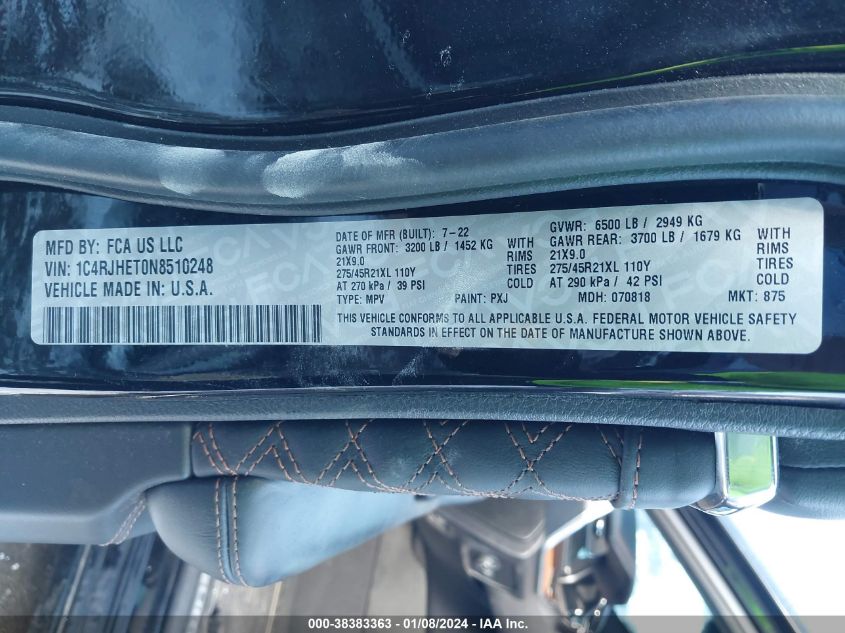 MFD BY: FCA US LLC
VIN: 1C4RJHET0N8510248
VEHICLE MADE IN: U.S.A.
DATE OF MFR (BUILT): 7-22
GVWR: 6500 LB / 2949 KG
GAWR FRONT: 3200 LB / 1452 KG WITH
GAWR REAR: 3700 LB / 1679 KG WITH
21X9.0 RIMS
21X9.0 RIMS
275/45R21XL 110Y TIRES
275/45R21XL 110Y TIRES
AT 270 kPa / 39 PSI COLD
AT 290 kPa / 42 PSI COLD
TYPE: MPV PAINT: PXJ MDH: 070818 MKT: 875
THIS VEHICLE CONFORMS TO ALL APPLICABLE U.S.A. FEDERAL MOTOR VEHICLE SAFETY
STANDARDS IN EFFECT ON THE DATE OF MANUFACTURE SHOWN ABOVE.
000-38383363 - 01/08/2024 - IAAI.com